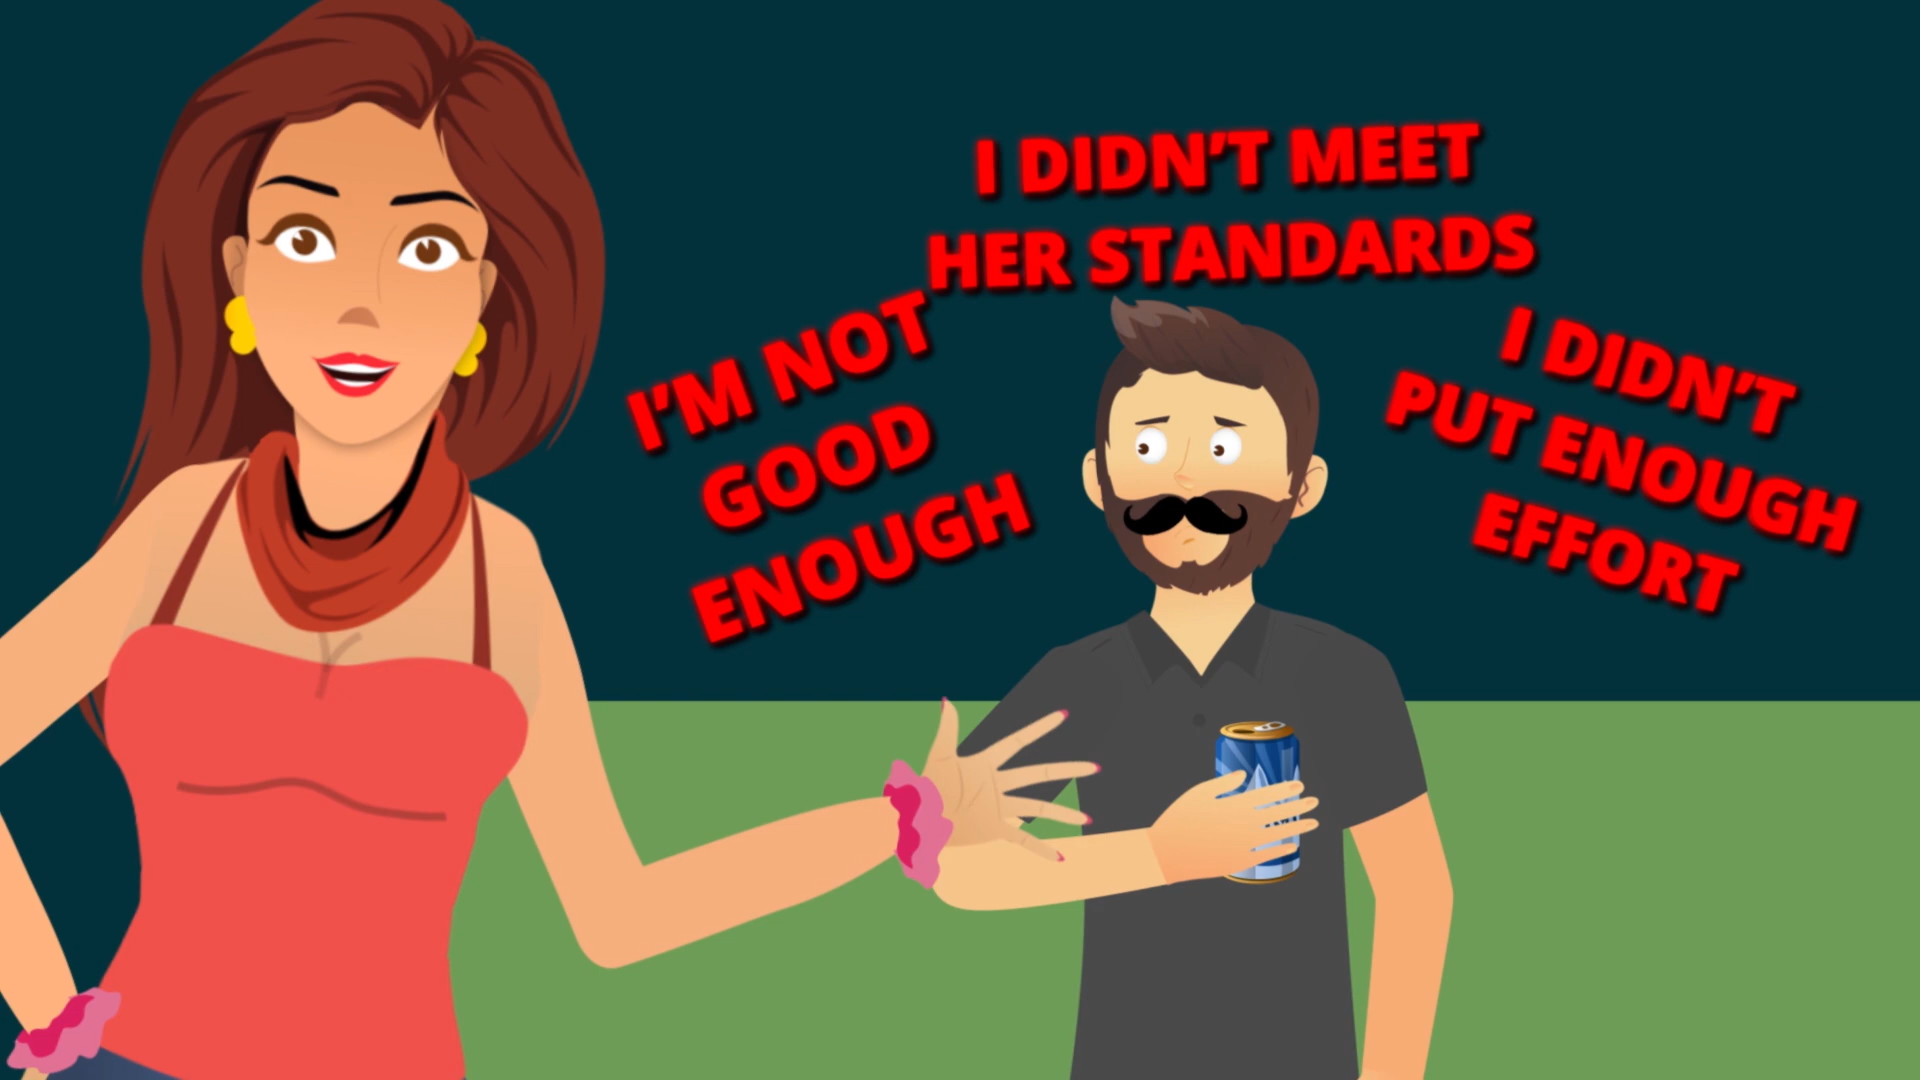 I DIDN'T MEET
HER STANDARDS
I'M NOT
GOOD
ENOUGH
I DIDN'T
PUT ENOUGH
EFFORT